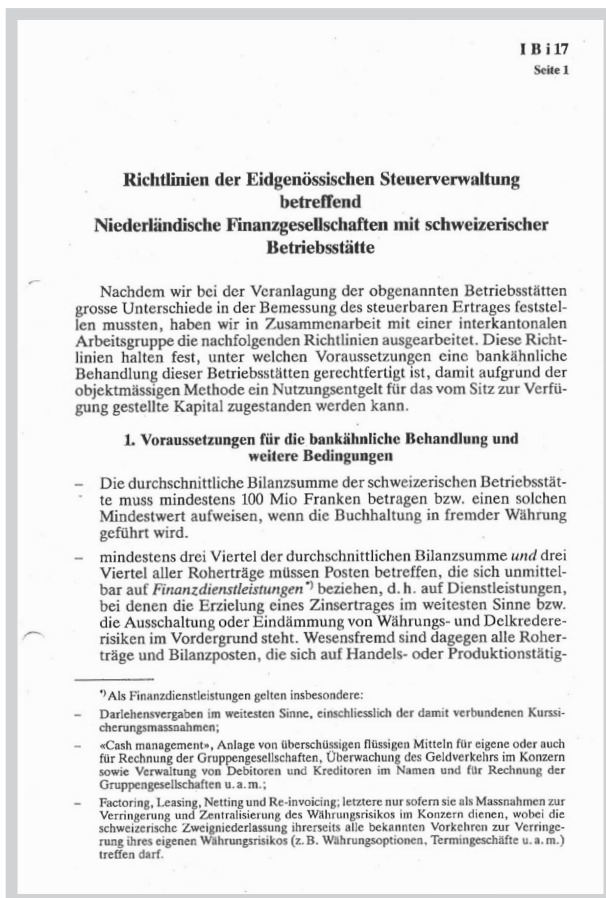 I B i 17
Seite 1
Richtlinien der Eidgenössischen Steuerverwaltung
betreffend
Niederländische Finanzgesellschaften mit schweizerischer
Betriebsstätte
Nachdem wir bei der Veranlagung der obgenannten Betriebsstätten
grosse Unterschiede in der Bemessung des steuerbaren Ertrages feststel-
len mussten, haben wir in Zusammenarbeit mit einer interkantonalen
Arbeitsgruppe die nachfolgenden Richtlinien ausgearbeitet. Diese Richt-
linien halten fest, unter welchen Voraussetzungen eine bankähnliche
Behandlung dieser Betriebsstätten gerechtfertigt ist, damit aufgrund der
objektmässigen Methode ein Nutzungsentgelt für das vom Sitz zur Verfü-
gung gestellte Kapital zugestanden werden kann.
1. Voraussetzungen für die bankähnliche Behandlung und
weitere Bedingungen
– Die durchschnittliche Bilanzsumme der schweizerischen Betriebsstät-
te muss mindestens 100 Mio Franken betragen bzw. einen solchen
Mindestwert aufweisen, wenn die Buchhaltung in fremder Währung
geführt wird.
– mindestens drei Viertel der durchschnittlichen Bilanzsumme und drei
Viertel aller Roherträge müssen Posten betreffen, die sich unmittel-
bar auf Finanzdienstleistungen*) beziehen, d. h. auf Dienstleistungen,
bei denen die Erzielung eines Zinsertrages im weitesten Sinne bzw.
die Ausschaltung oder Eindämmung von Währungs- und Delkredere-
risiken im Vordergrund steht. Wesensfremd sind dagegen alle Roher-
träge und Bilanzposten, die sich auf Handels- oder Produktionstätig-
*) Als Finanzdienstleistungen gelten insbesondere:
– Darlehensvergaben im weitesten Sinne, einschliesslich der damit verbundenen Kurssi-
cherungsmassnahmen;
– «Cash management», Anlage von überschüssigen flüssigen Mitteln für eigene oder auch
für Rechnung der Gruppengesellschaften, Überwachung des Geldverkehrs im Konzern
sowie Verwaltung von Debitoren und Kreditoren im Namen und für Rechnung der
Gruppengesellschaften u. a. m.;
– Factoring, Leasing, Netting und Re-invoicing; letztere nur sofern sie als Massnahmen zur
Verringerung und Zentralisierung des Währungsrisikos im Konzern dienen, wobei die
schweizerische Zweigniederlassung ihrerseits alle bekannten Vorkehren zur Verringe-
rung ihres eigenen Währungsrisikos (z. B. Währungsoptionen, Termingeschäfte u. a. m.)
treffen darf.